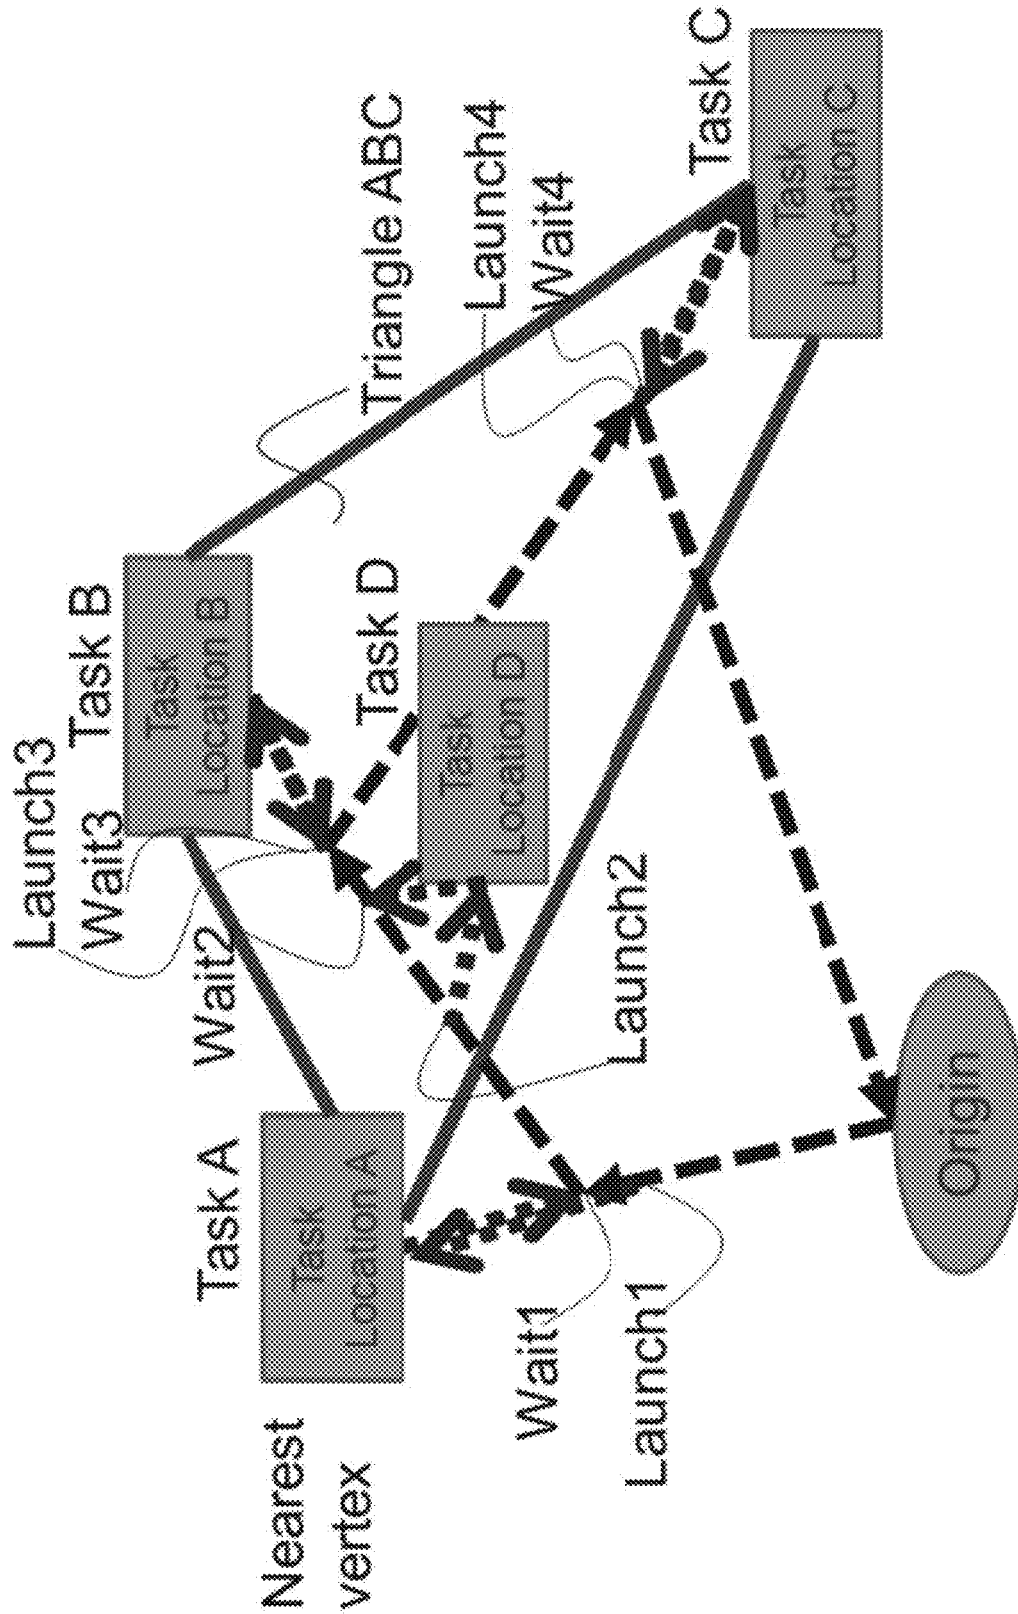 Nearest
vertex
Task A
Task
Location A
Wait1
Launch1
Launch3
Wait3
Wait2
Task B
Task
Location B
Task D
Task
Location D
Launch2
Origin
Triangle ABC
Launch4
Wait4
Task C
Task
Location C